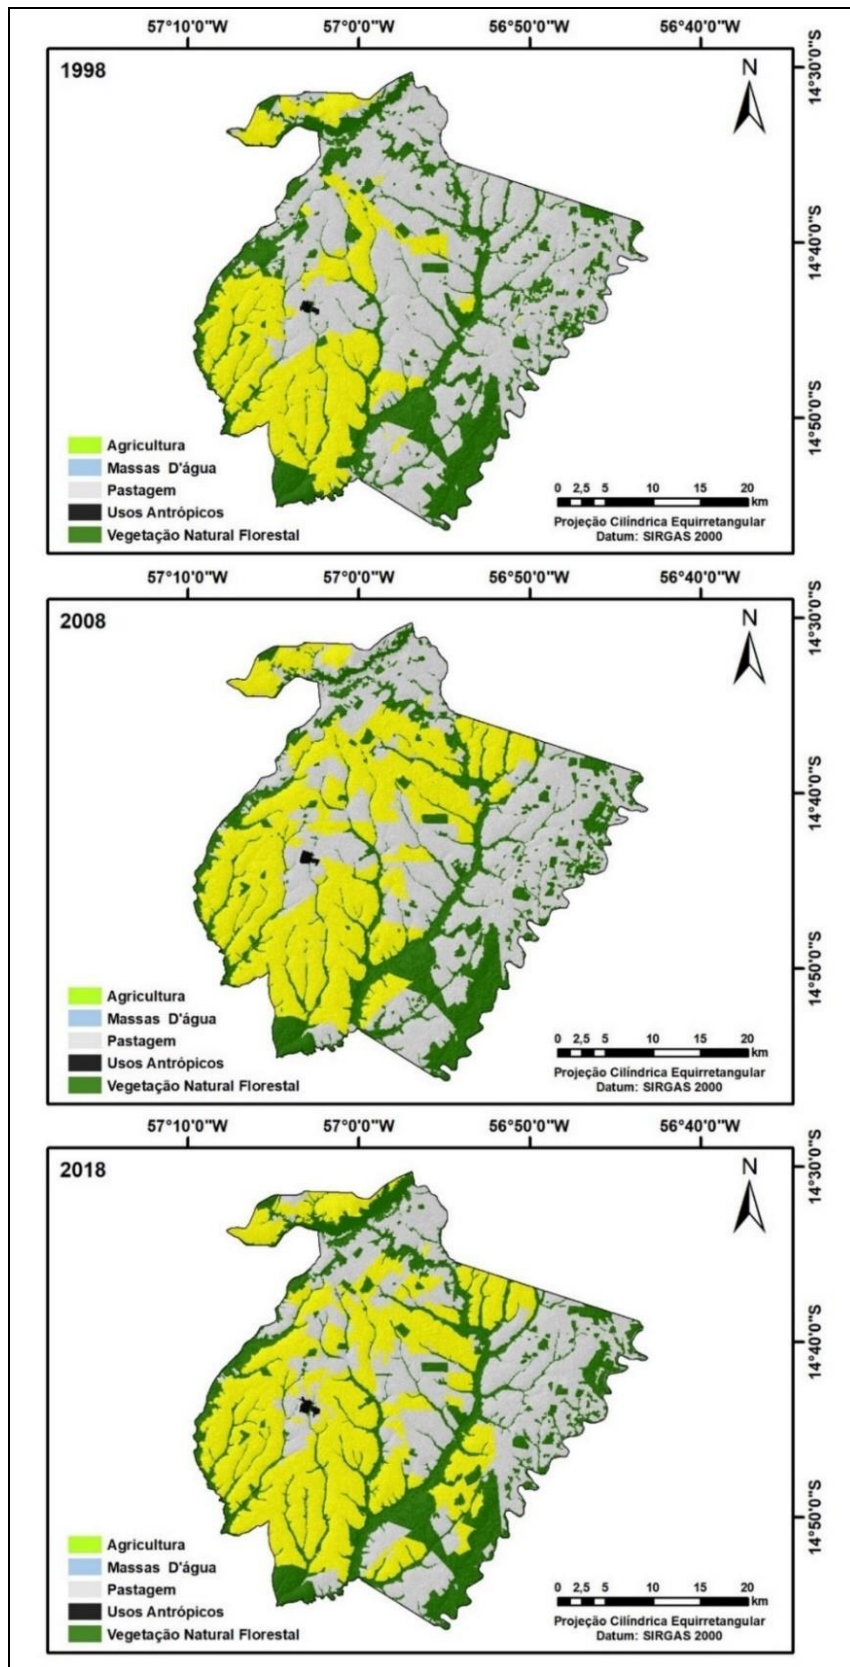 57°10'0"W 57°0'0"W 56°50'0"W 56°40'0"W
1998
N
14°30'0"S
14°40'0"S
14°50'0"S
Agricultura
Massas D'água
Pastagem
Usos Antrópicos
Vegetação Natural Florestal
0 2,5 5 10 15 20
km
Projeção Cilíndrica Equirretangular
Datum: SIRGAS 2000
57°10'0"W 57°0'0"W 56°50'0"W 56°40'0"W
2008
N
14°30'0"S
14°40'0"S
14°50'0"S
Agricultura
Massas D'água
Pastagem
Usos Antrópicos
Vegetação Natural Florestal
0 2,5 5 10 15 20
km
Projeção Cilíndrica Equirretangular
Datum: SIRGAS 2000
57°10'0"W 57°0'0"W 56°50'0"W 56°40'0"W
2018
N
14°30'0"S
14°40'0"S
14°50'0"S
Agricultura
Massas D'água
Pastagem
Usos Antrópicos
Vegetação Natural Florestal
0 2,5 5 10 15 20
km
Projeção Cilíndrica Equirretangular
Datum: SIRGAS 2000